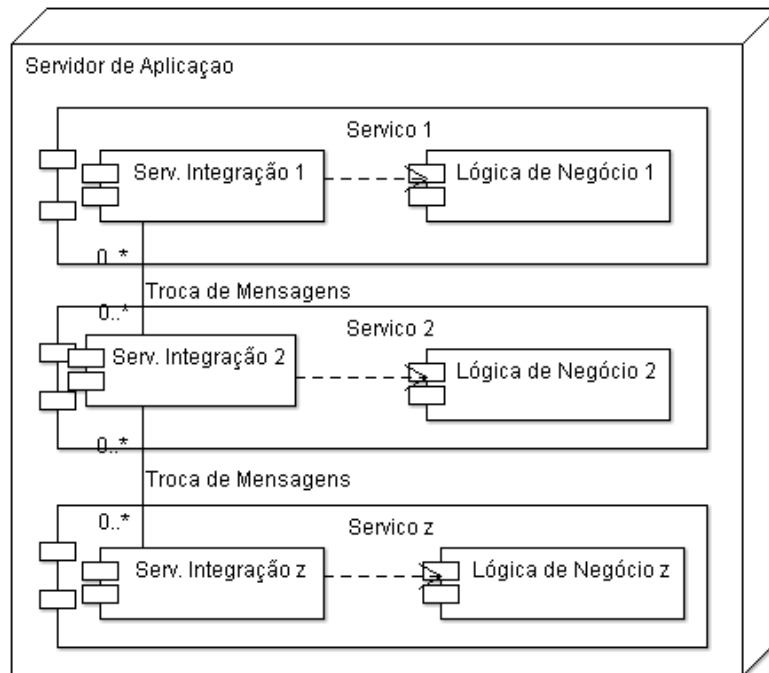 Servidor de Aplicaçao
Servico 1
Serv. Integração 1
Lógica de Negócio 1
0..*
Troca de Mensagens
0..*
Servico 2
Serv. Integração 2
Lógica de Negócio 2
0..*
Troca de Mensagens
0..*
Servico z
Serv. Integração z
Lógica de Negócio z